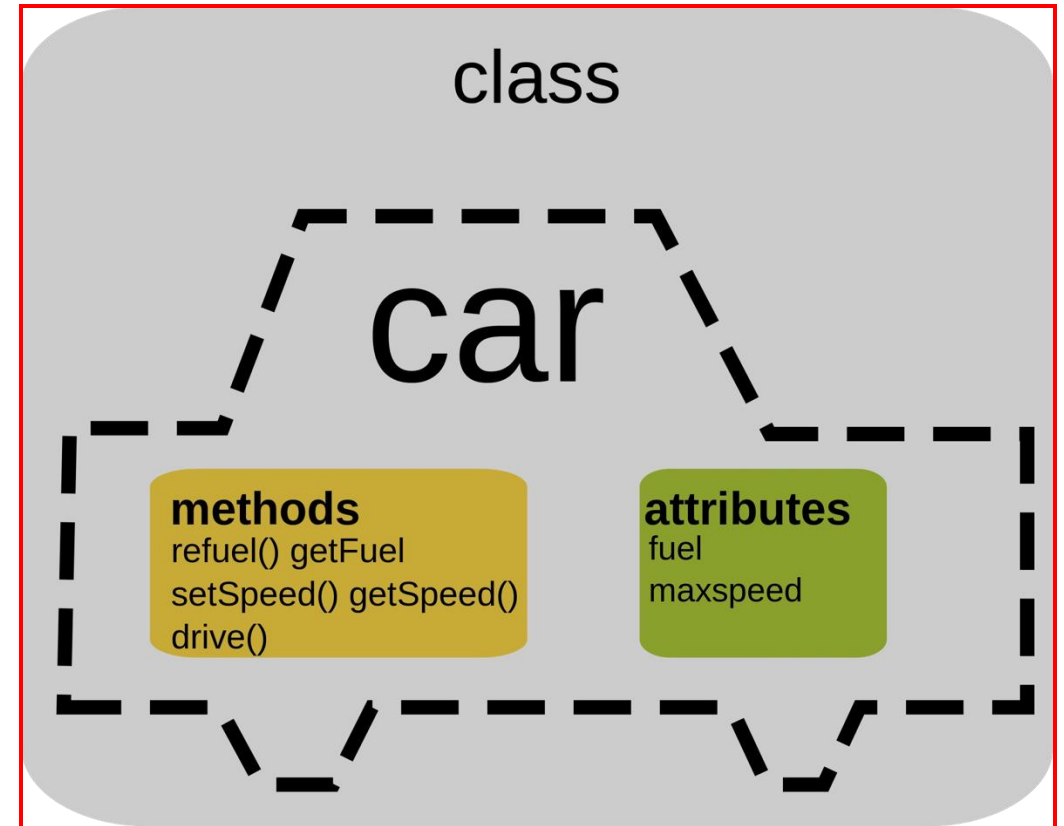 class
car
methods
refuel() getFuel
setSpeed() getSpeed()
drive()
attributes
fuel
maxspeed